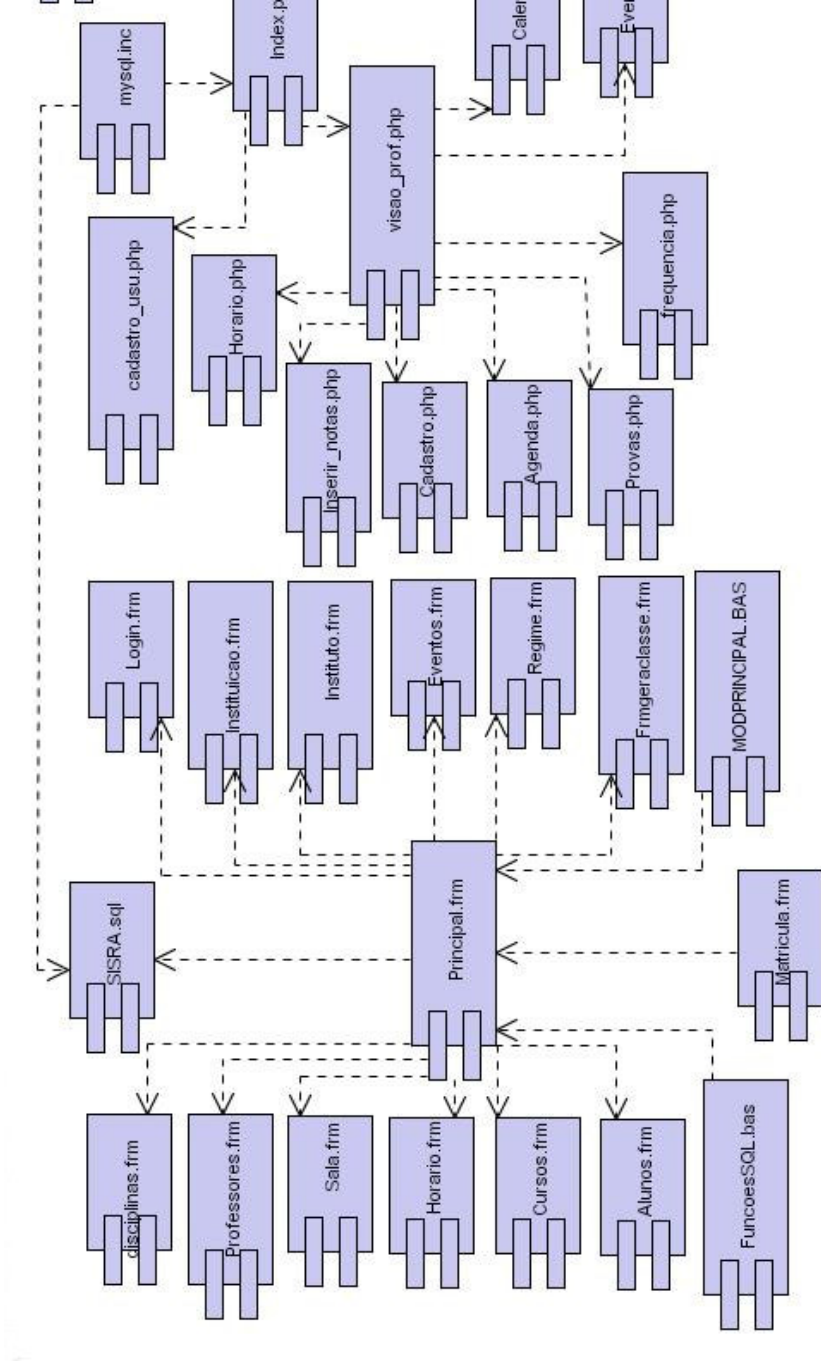 mysql.inc
Index.p
Caler
Ever
visao_prof.php
cadastro_usu.php
Horario.php
frequencia.php
Inserir_notas.php
Cadastro.php
Agenda.php
Provas.php
Login.frm
Instituicao.frm
Instituto.frm
Eventos.frm
Regime.frm
Frmgeraclasse.frm
MODPRINCIPAL.BAS
SISRA.sql
Principal.frm
Matricula.frm
disciplinas.frm
Professores.frm
Sala.frm
Horario.frm
Cursos.frm
Alunos.frm
FuncoesSQL.bas